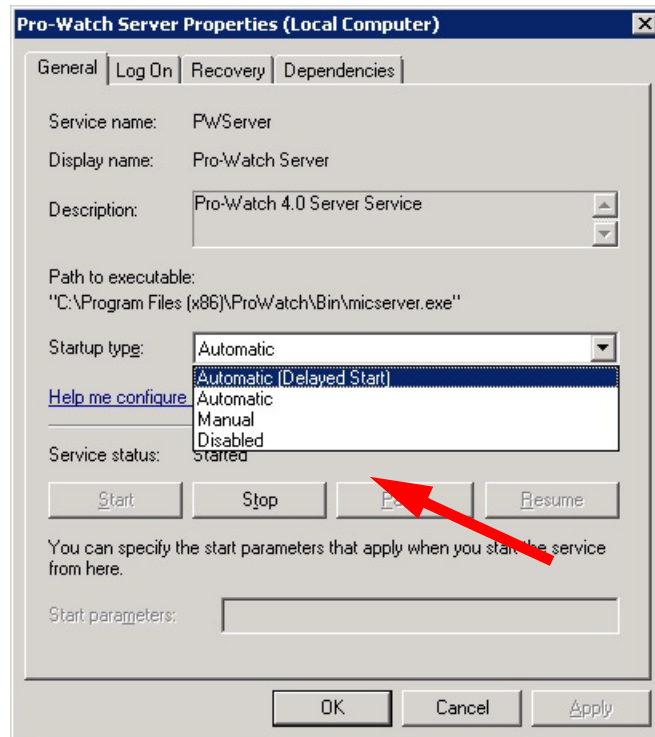 Pro-Watch Server Properties (Local Computer)
General Log On Recovery Dependencies
Service name: PWServer
Display name: Pro-Watch Server
Description: Pro-Watch 4.0 Server Service
Path to executable:
"C:\Program Files (x86)\ProWatch\Bin\micserver.exe"
Startup type: Automatic
Automatic (Delayed Start)
Help me configure Automatic
Manual
Disabled
Service status: Started
Start Stop Resume
You can specify the start parameters that apply when you start the service
from here.
Start parameters:
OK Cancel Apply